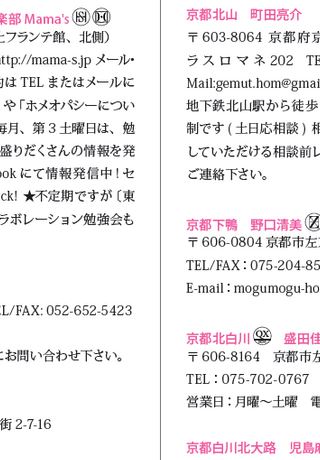 楽部 Mama's
ヒフランテ館、北側）
ttp://mama-s.jp メール・
約は TEL またはメールに
」や「ホメオパシーについ
毎月、第 3 土曜日は、勉
盛りだくさんの情報を発
ook にて情報発信中！セ
ck! ★不定期ですが〔東
ラボレーション勉強会も
EL/FAX: 052-652-5423
にお問い合わせ下さい。
街 2-7-16
京都北山　町田亮介
〒603-8064 京都府京
ラスロマネ202　TE
Mail:gemut.hom@gmai
地下鉄北山駅から徒歩
制です ( 土日応相談 ) 相
していただける相談前レ
ご連絡下さい。
京都下鴨　野口清美
〒606-0804 京都市左
TEL/FAX：075-204-85
E-mail：mogumogu-ho
京都北白川 QX 盛田佳
〒606-8164　京都市左
TEL：075-702-0767
営業日：月曜～土曜　電
京都白川北大路　児島麻